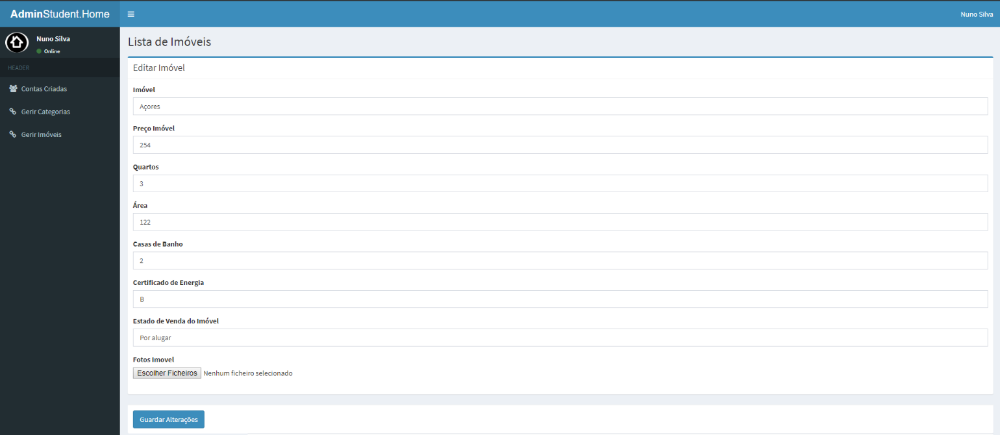 AdminStudent.Home
Nuno Silva
Nuno Silva
Online
HEADER
Contas Criadas
Gerir Categorias
Gerir Imóveis
Lista de Imóveis
Editar Imóvel
Imóvel
Açores
Preço Imóvel
254
Quartos
3
Área
122
Casas de Banho
2
Certificado de Energia
B
Estado de Venda do Imóvel
Por alugar
Fotos Imovel
Escolher Ficheiros Nenhum ficheiro selecionado
Guardar Alterações